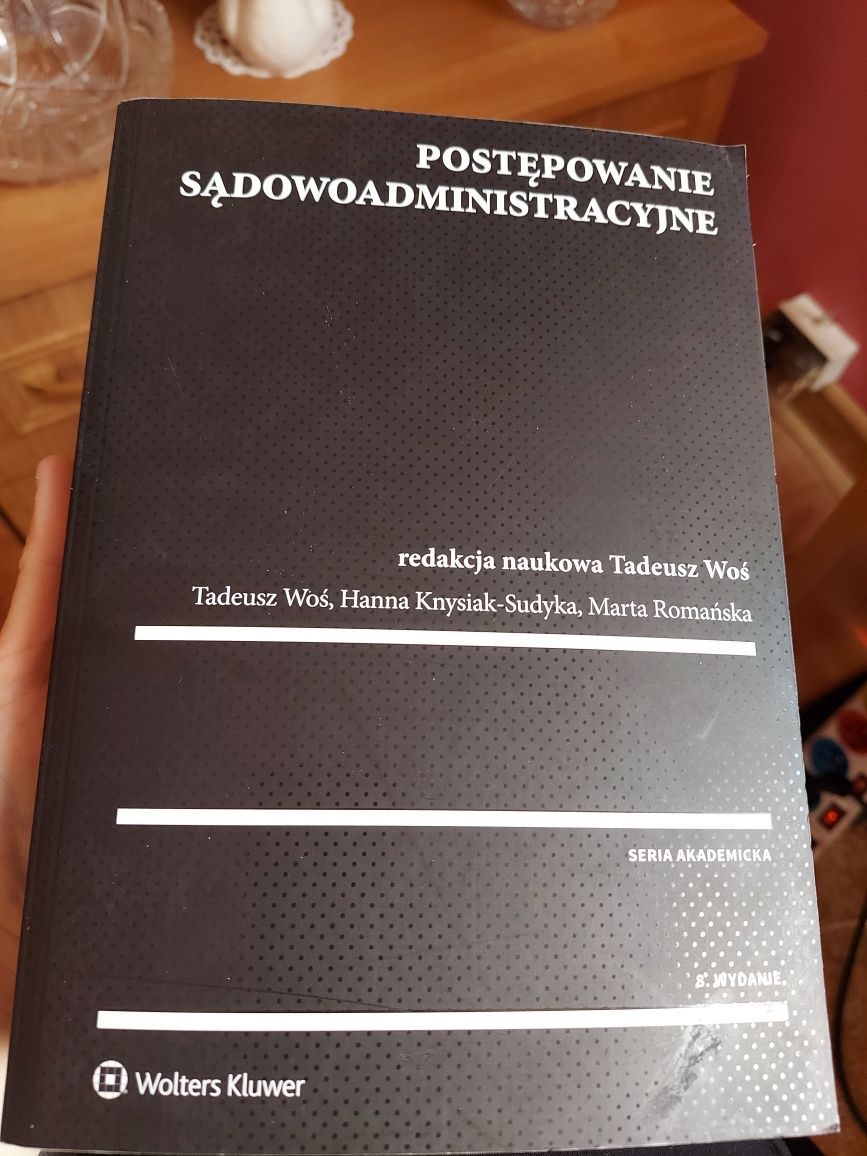 POSTĘPOWANIE
SĄDOWOADMINISTRACYJNE
redakcja naukowa Tadeusz Woś
Tadeusz Woś, Hanna Knysiak-Sudyka, Marta Romańska
SERIA AKADEMICKA
8. WYDANIE
Wolters Kluwer